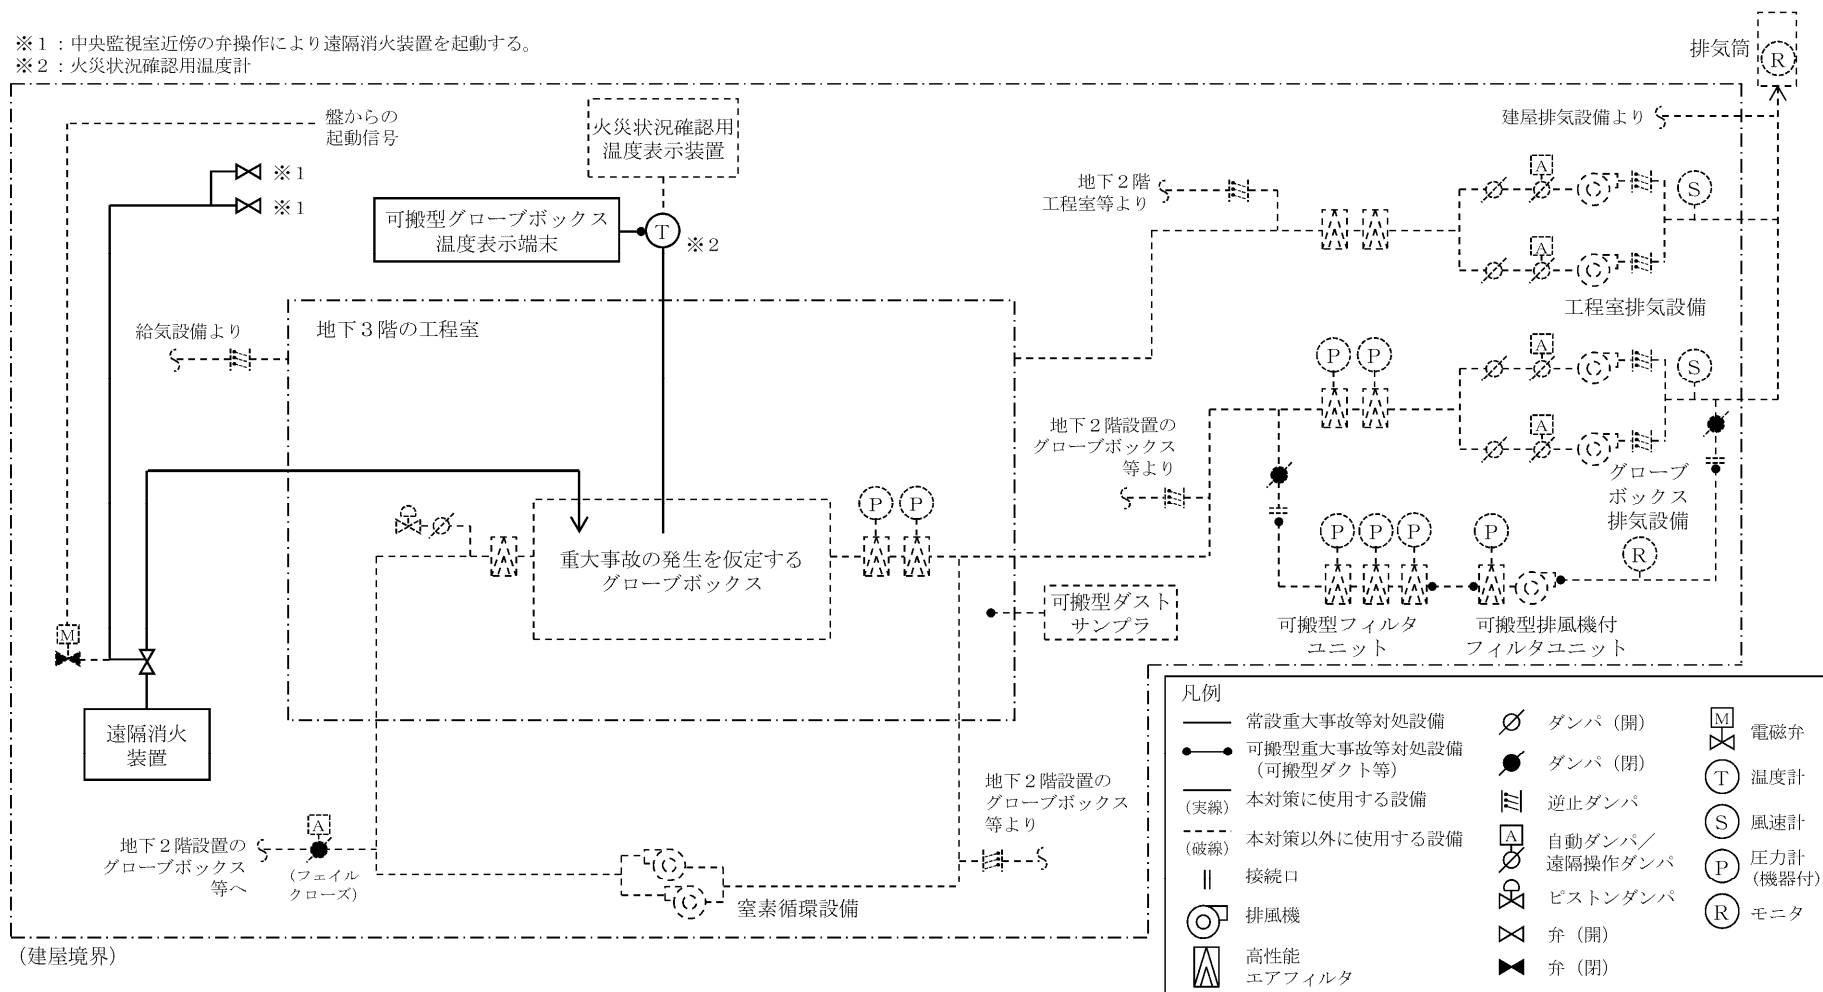 ※１：中央監視室近傍の弁操作により遠隔消火装置を起動する。
※２：火災状況確認用温度計
排気筒
R
盤からの
起動信号
※１
※１
火災状況確認用
温度表示装置
可搬型グローブボックス
温度表示端末
T
※２
建屋排気設備より
地下２階
工程室等より
A
S
A
工程室排気設備
給気設備より
地下３階の工程室
P
P
A
S
A
地下２階設置の
グローブボックス
等より
グローブ
ボックス
排気設備
P
P
重大事故の発生を仮定する
グローブボックス
P
P
P
P
R
可搬型ダスト
サンプラ
可搬型フィルタ
ユニット
可搬型排風機付
フィルタユニット
M
遠隔消火
装置
地下２階設置の
グローブボックス
等へ
A
（フェイル
クローズ）
窒素循環設備
地下２階設置の
グローブボックス
等より
（建屋境界）
凡例
常設重大事故等対処設備
可搬型重大事故等対処設備
（可搬型ダクト等）
（実線）
本対策に使用する設備
（破線）
本対策以外に使用する設備
接続口
排風機
高性能
エアフィルタ
ダンパ（開）
ダンパ（閉）
逆止ダンパ
A
自動ダンパ／
遠隔操作ダンパ
ピストンダンパ
弁（開）
弁（閉）
M
電磁弁
T
温度計
S
風速計
P
圧力計
（機器付）
R
モニタ